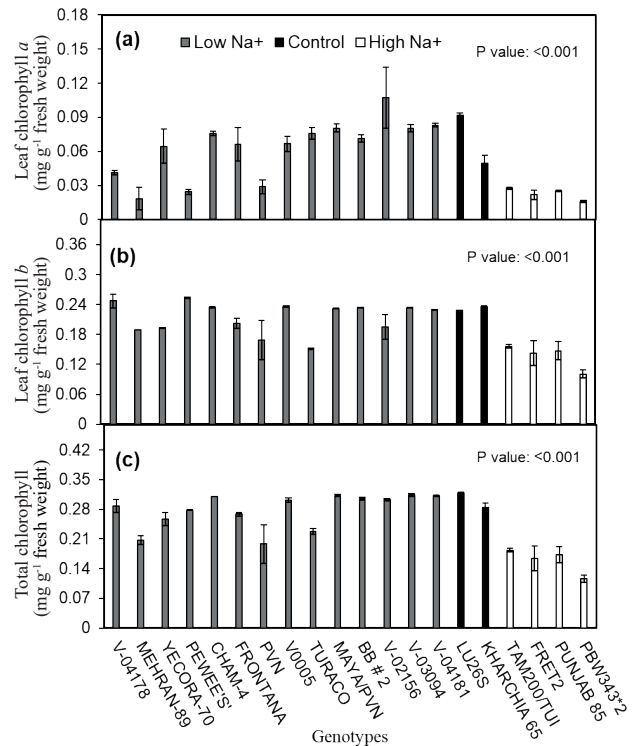 (a)
Low Na+ Control High Na+
P value: <0.001
Leaf chlorophyll a
(mg g-1 fresh weight)
0.18
0.15
0.12
0.09
0.06
0.03
0
(b)
P value: <0.001
Leaf chlorophyll b
(mg g-1 fresh weight)
0.36
0.3
0.24
0.18
0.12
0.06
0
(c)
P value: <0.001
Total chlorophyll
(mg g-1 fresh weight)
0.42
0.35
0.28
0.21
0.14
0.07
0
V-04178
MEHRAN-89
YECORA-70
PEWEE'S'
CHAM-4
FRONTANA
PVN
V0005
TURACO
MAYA/PVN
BB # 2
V-02156
V-03094
V-04181
LU26S
KHARCHIA 65
TAM200/TUI
FRET2
PUNJAB 85
PBW343*2
Genotypes